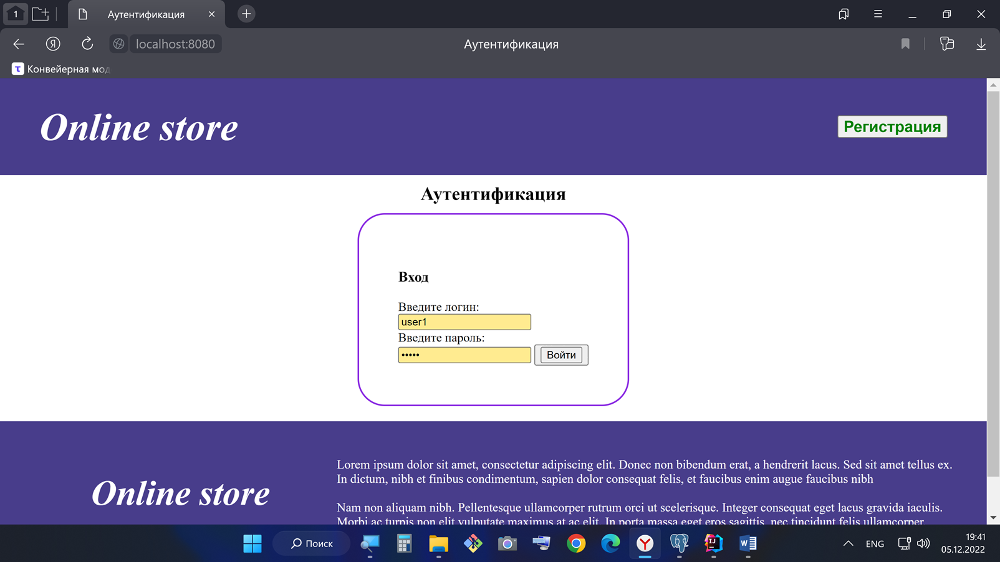 1
Аутентификация
localhost:8080
Аутентификация
Конвейерная мод
Online store
Регистрация
Аутентификация
Вход
Введите логин:
user1
Введите пароль:
•••••
Войти
Online store
Lorem ipsum dolor sit amet, consectetur adipiscing elit. Donec non bibendum erat, a hendrerit lacus. Sed sit amet tellus ex.
In dictum, nibh et finibus condimentum, sapien dolor consequat felis, et faucibus enim augue faucibus nibh
Nam non aliquam nibh. Pellentesque ullamcorper rutrum orci ut scelerisque. Integer consequat eget lacus gravida iaculis.
Morbi ac turpis non elit vulputate maximus at ac elit. In porta massa eget eros sagittis, nec tincidunt felis ullamcorper
Поиск
ENG
19:41
05.12.2022